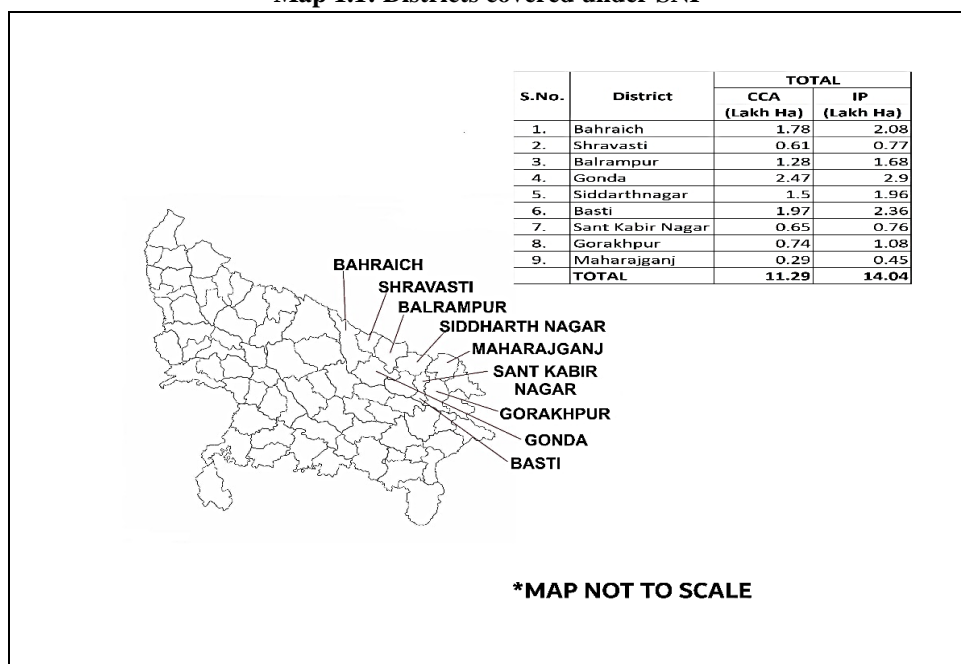 Map 1.1: Districts covered under SNP
TOTAL
S.No. District CCA (Lakh Ha) IP (Lakh Ha)
1. Bahraich 1.78 2.08
2. Shravasti 0.61 0.77
3. Balrampur 1.28 1.68
4. Gonda 2.47 2.9
5. Siddarthnagar 1.5 1.96
6. Basti 1.97 2.36
7. Sant Kabir Nagar 0.65 0.76
8. Gorakhpur 0.74 1.08
9. Maharajganj 0.29 0.45
TOTAL 11.29 14.04
BAHRAICH
SHRAVASTI
BALRAMPUR
SIDDHARTH NAGAR
MAHARAJGANJ
SANT KABIR
NAGAR
GORAKHPUR
GONDA
BASTI
*MAP NOT TO SCALE